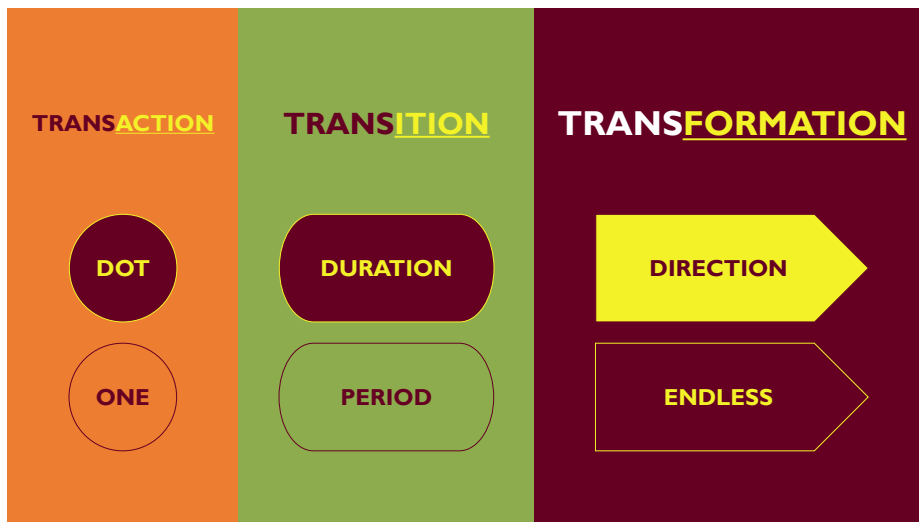 TRANSACTION
DOT
ONE
TRANSITION
DURATION
PERIOD
TRANSFORMATION
DIRECTION
ENDLESS